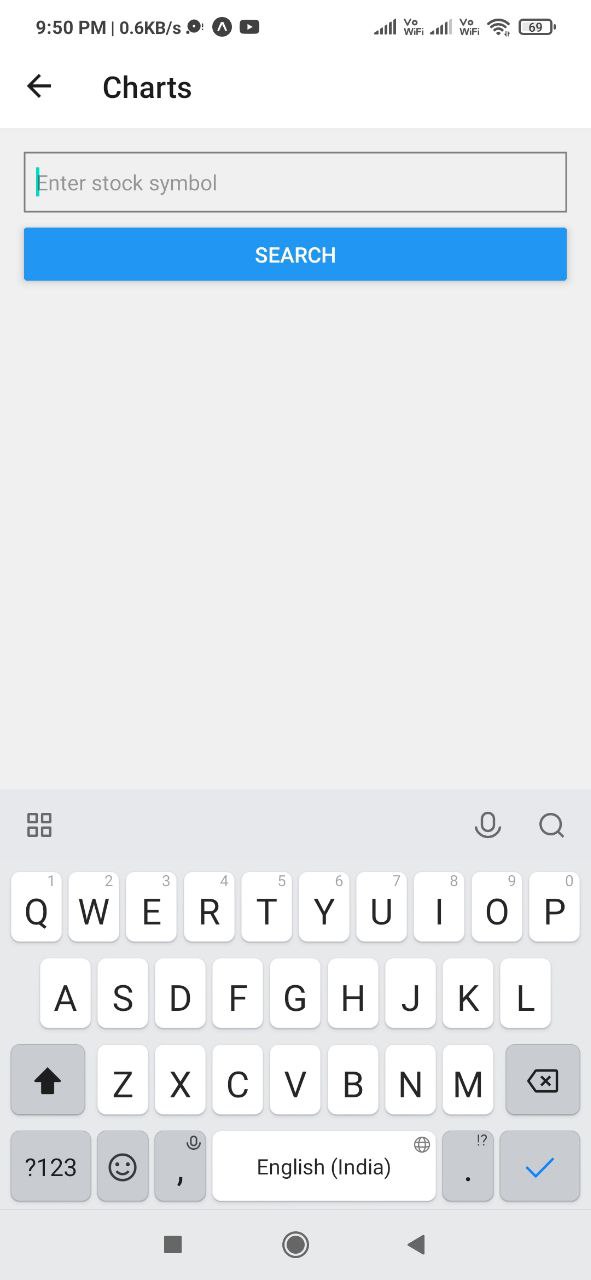 9:50 PM | 0.6KB/s
Vo WiFi Vo WiFi 69
Charts
Enter stock symbol
SEARCH
1 2 3 4 5 6 7 8 9 0
Q W E R T Y U I O P
A S D F G H J K L
Z X C V B N M
!?
?123 , English (India) .